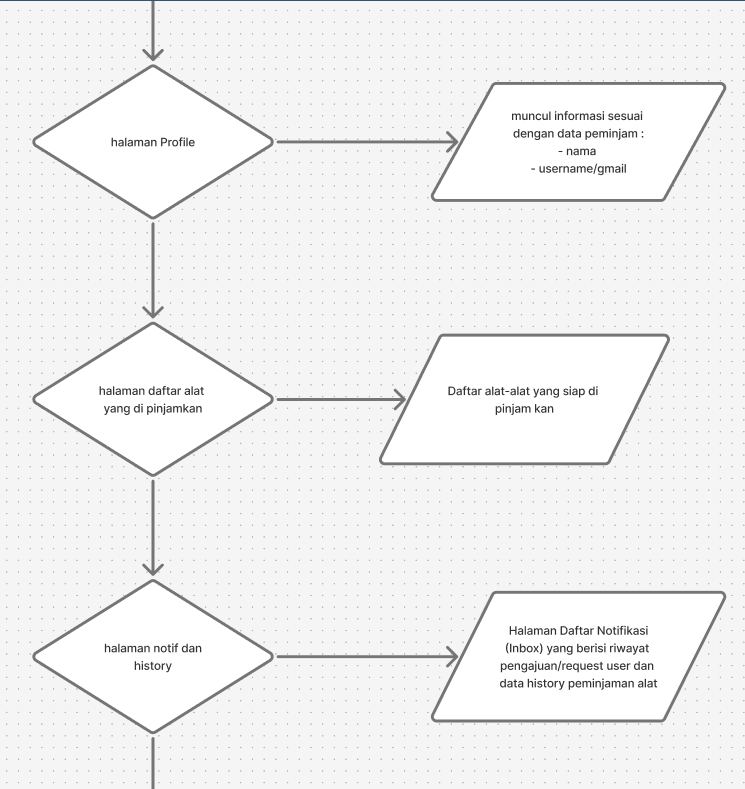 halaman Profile
muncul informasi sesuai
dengan data peminjam :
- nama
- username/gmail
halaman daftar alat
yang di pinjamkan
Daftar alat-alat yang siap di
pinjam kan
halaman notif dan
history
Halaman Daftar Notifikasi
(Inbox) yang berisi riwayat
pengajuan/request user dan
data history peminjaman alat